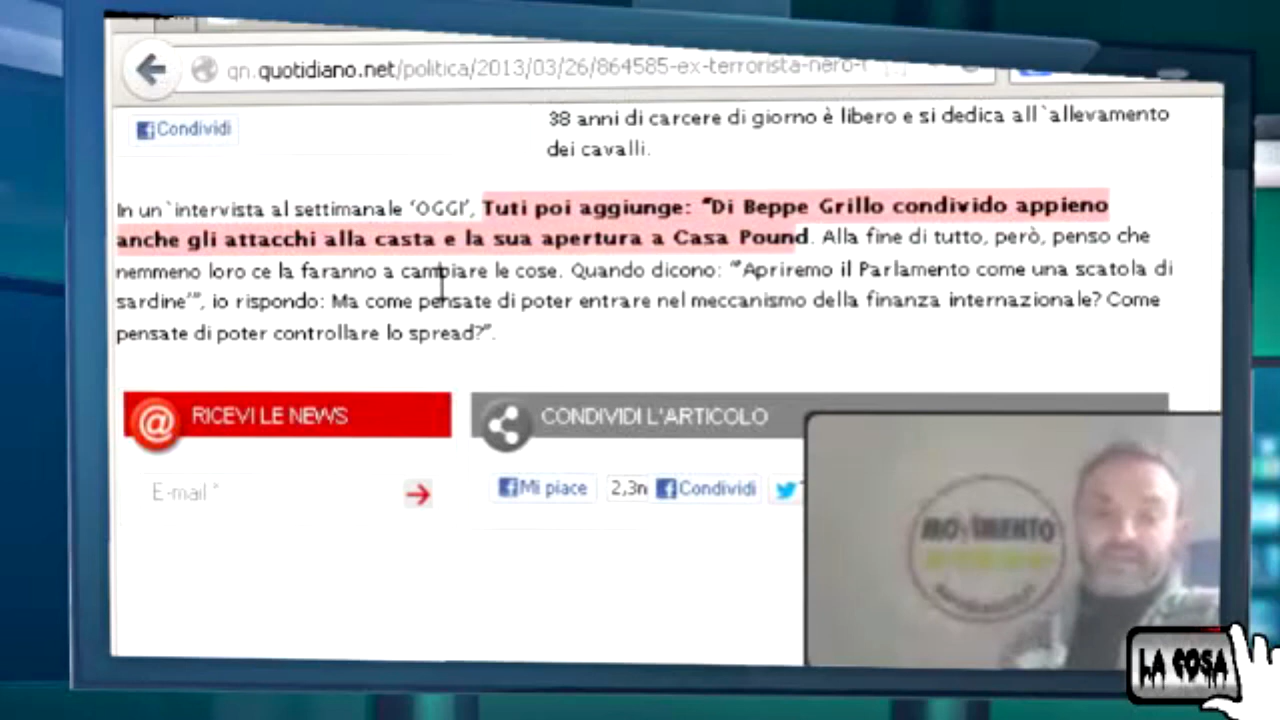 qn.quotidiano.net/politica/2013/03/26/864585-ex-terrorista-nero-t
Condividi
38 anni di carcere di giorno è libero e si dedica all`allevamento
dei cavalli.
In un`intervista al settimanale ‘OGGI’, Tuti poi aggiunge: “Di Beppe Grillo condivido appieno
anche gli attacchi alla casta e la sua apertura a Casa Pound. Alla fine di tutto, però, penso che
nemmeno loro ce la faranno a cambiare le cose. Quando dicono: “’Apriremo il Parlamento come una scatola di
sardine’”, io rispondo: Ma come pensate di poter entrare nel meccanismo della finanza internazionale? Come
pensate di poter controllare lo spread?”.
RICEVI LE NEWS
CONDIVIDI L'ARTICOLO
E-mail *
Mi piace 2,3n Condividi
MOVIMENTO
LA COSA